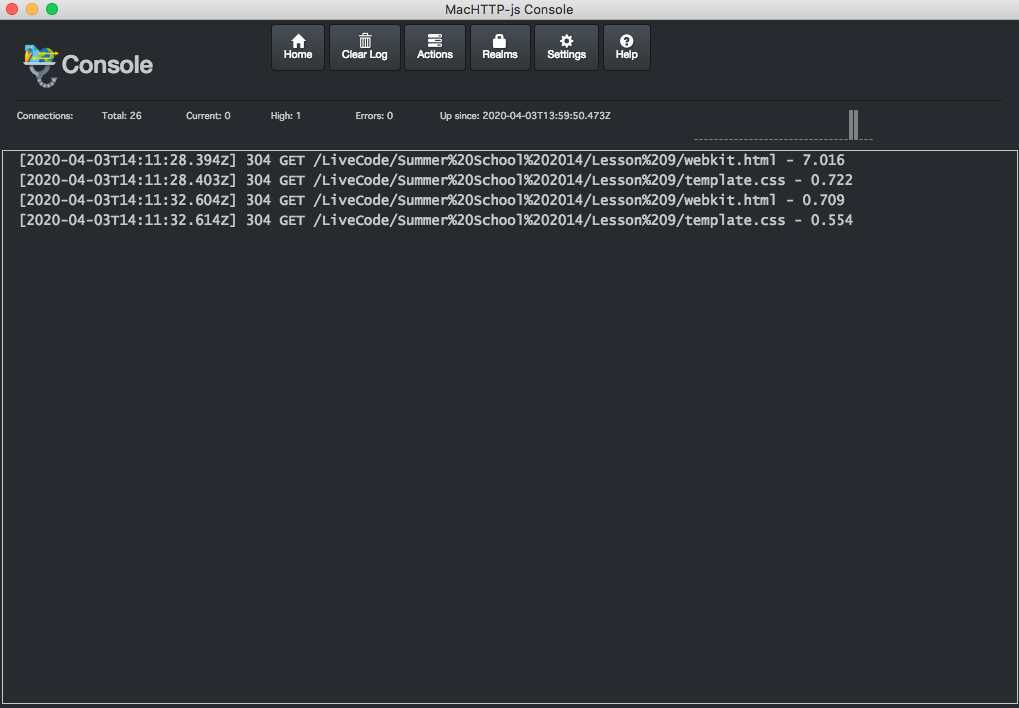 MacHTTP-js Console
Console
Home Clear Log Actions Realms Settings Help
Connections: Total: 26 Current: 0 High: 1 Errors: 0 Up since: 2020-04-03T13:59:50.473Z
[2020-04-03T14:11:28.394Z] 304 GET /LiveCode/Summer%20School%202014/Lesson%209/webkit.html - 7.016
[2020-04-03T14:11:28.403Z] 304 GET /LiveCode/Summer%20School%202014/Lesson%209/template.css - 0.722
[2020-04-03T14:11:32.604Z] 304 GET /LiveCode/Summer%20School%202014/Lesson%209/webkit.html - 0.709
[2020-04-03T14:11:32.614Z] 304 GET /LiveCode/Summer%20School%202014/Lesson%209/template.css - 0.554